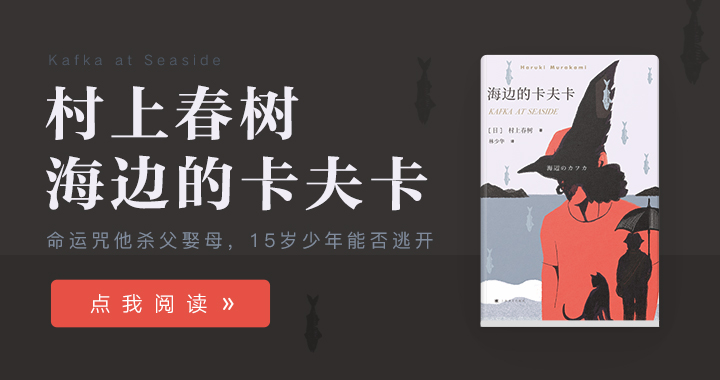 Kafka at Seaside
村上春树
海边的卡夫卡
命运咒他杀父娶母，15岁少年能否逃开
点我阅读 »
Haruki Murakami
海边的卡夫卡
KAFKA AT SEASIDE
［日］村上春树 著
林少华 译
海辺のカフカ